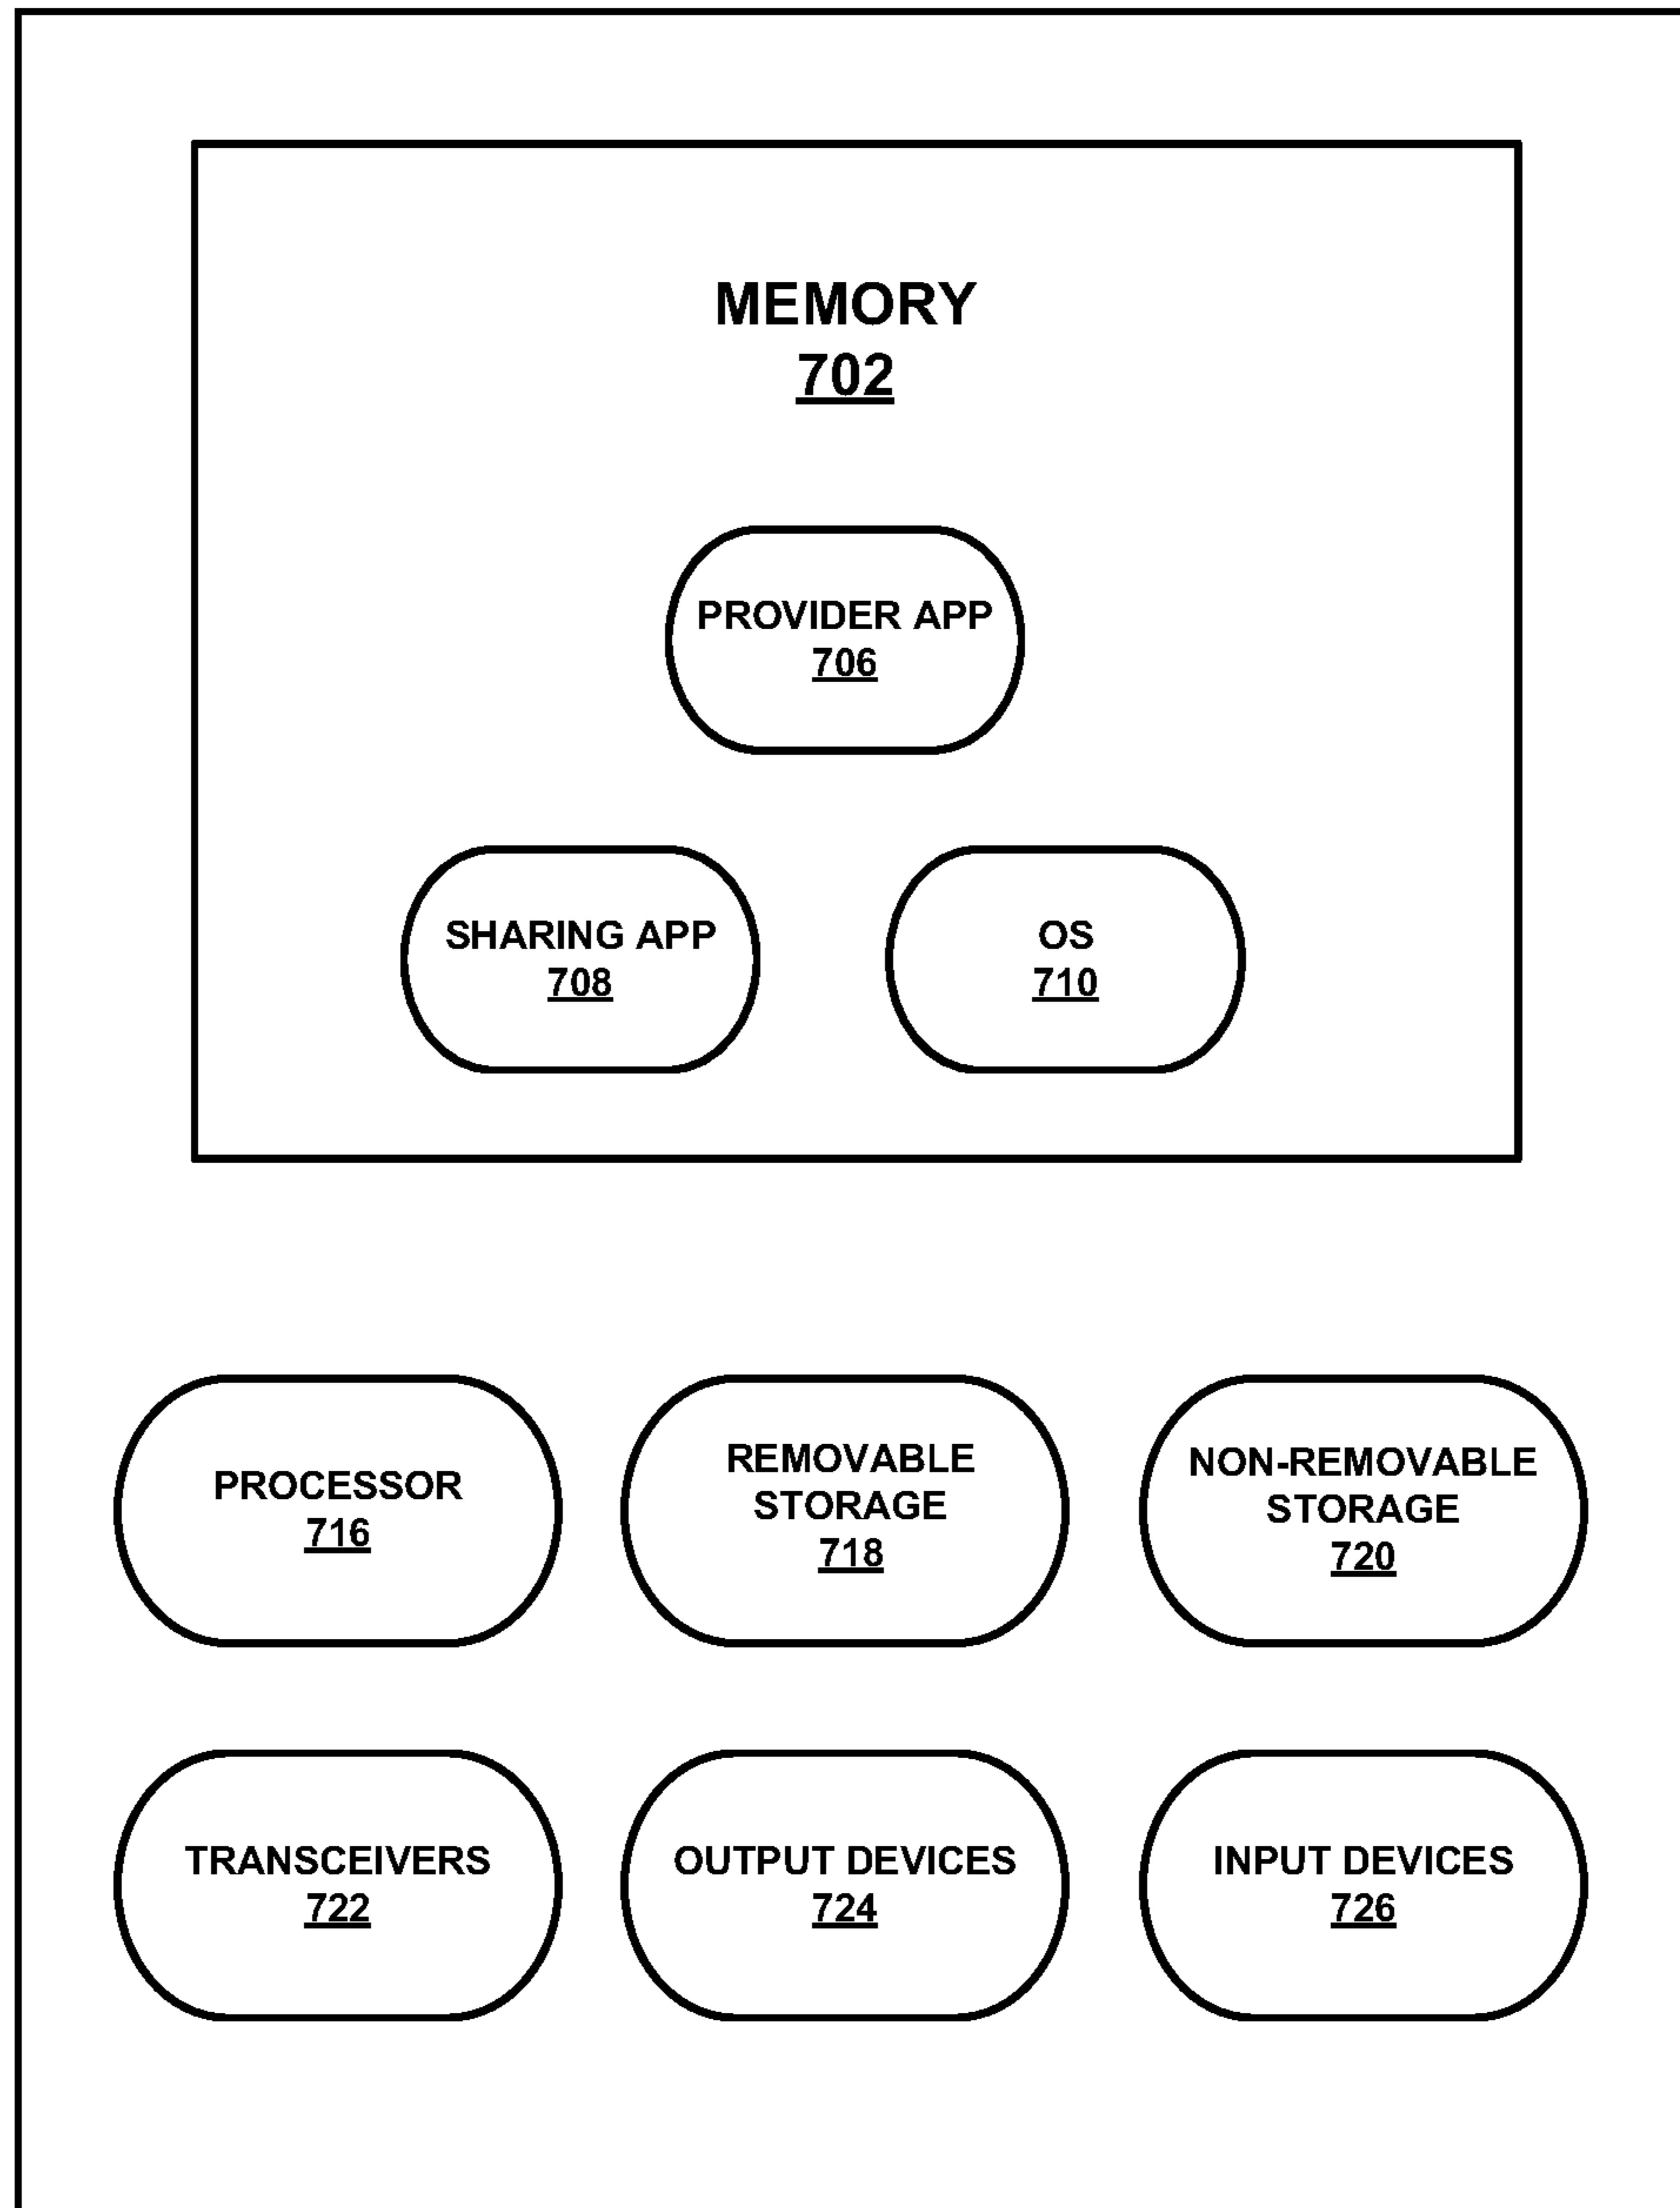 MEMORY
702
PROVIDER APP
706
SHARING APP
708
OS
710
PROCESSOR
716
REMOVABLE
STORAGE
718
NON-REMOVABLE
STORAGE
720
TRANSCEIVERS
722
OUTPUT DEVICES
724
INPUT DEVICES
726